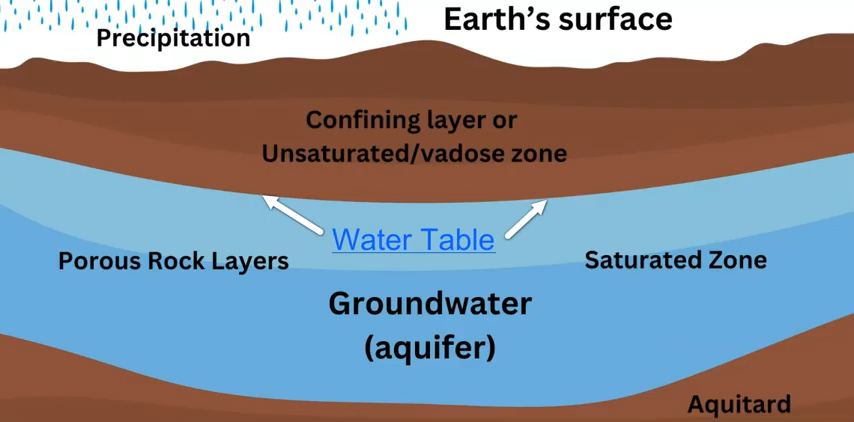 Earth's surface
Precipitation
Confining layer or
Unsaturated/vadose zone
Water Table
Porous Rock Layers
Saturated Zone
Groundwater
(aquifer)
Aquitard